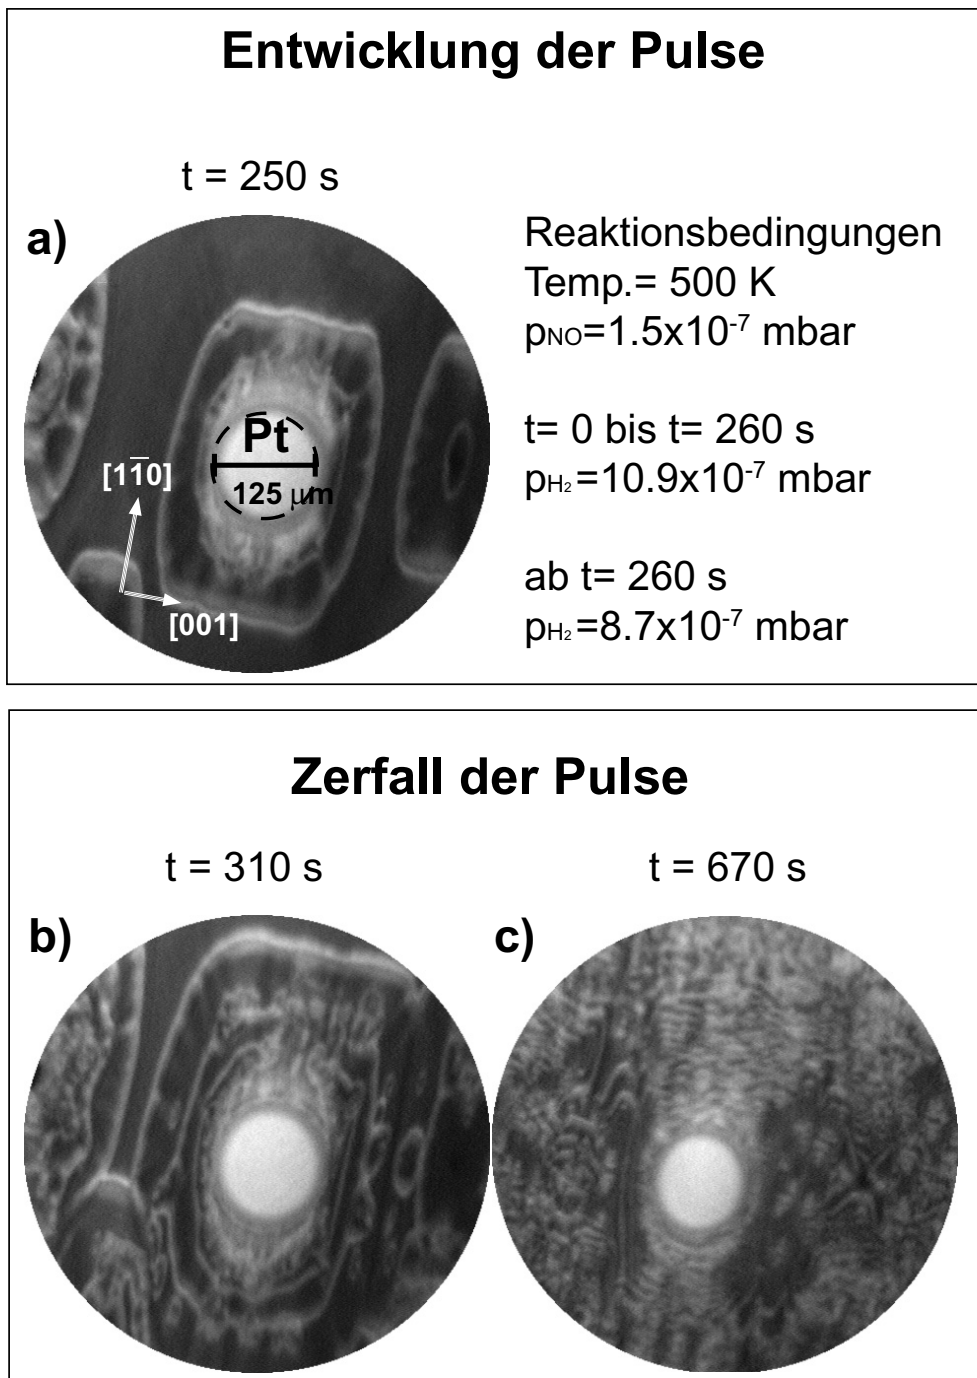 Entwicklung der Pulse
t = 250 s
a)
Reaktionsbedingungen
Temp.= 500 K
pNO=1.5x10⁻⁷ mbar
t= 0 bis t= 260 s
pH₂=10.9x10⁻⁷ mbar
ab t= 260 s
pH₂=8.7x10⁻⁷ mbar
Pt
125 μm
[11̅0]
[001]
Zerfall der Pulse
t = 310 s
t = 670 s
b)
c)